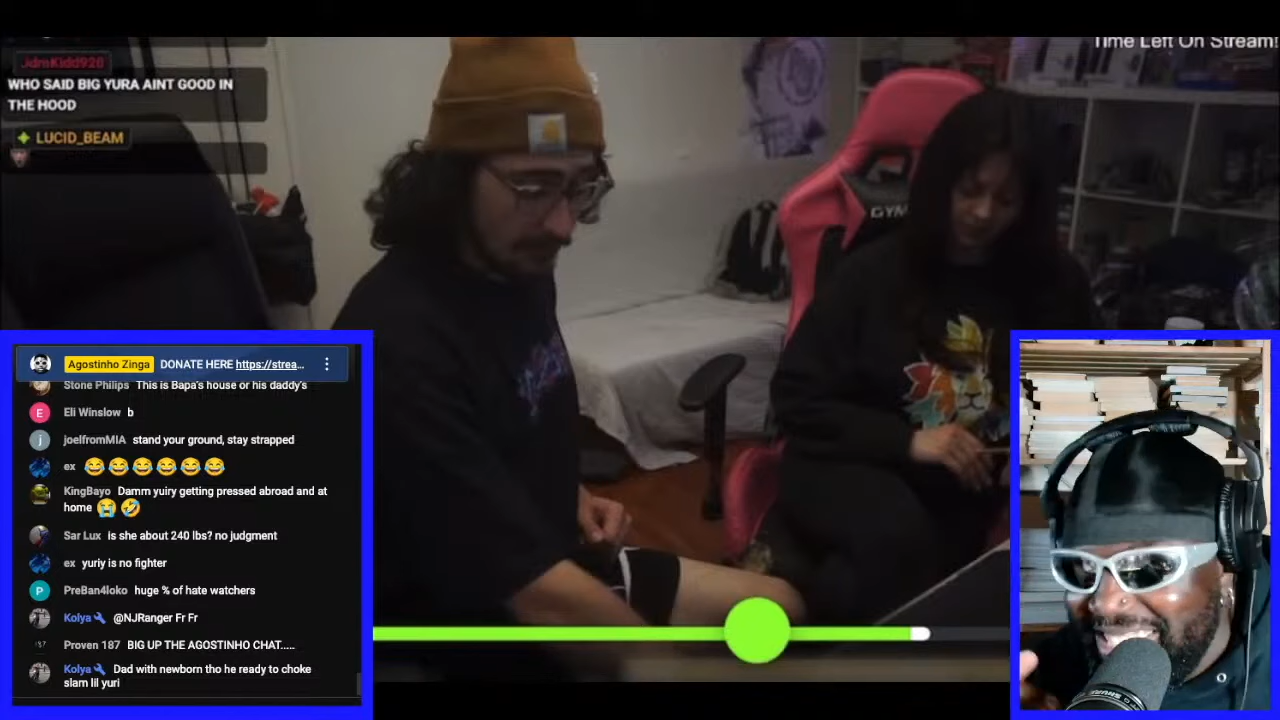 Time Left On Stream!
JdmKidd920
WHO SAID BIG YURA AINT GOOD IN
THE HOOD
LUCID_BEAM
GYM
Agostinho Zinga DONATE HERE https://strea...
Stone Philips This is Bapa's house or his daddy's
E Eli Winslow b
j joelfromMIA stand your ground, stay strapped
ex 😂😂😂😂😂😂
KingBayo Damm yuiry getting pressed abroad and at
home 😭🤣
Sar Lux is she about 240 lbs? no judgment
ex yuriy is no fighter
P PreBan4loko huge % of hate watchers
Kolya @NJRanger Fr Fr
Proven 187 BIG UP THE AGOSTINHO CHAT.....
Kolya Dad with newborn tho he ready to choke
slam lil yuri